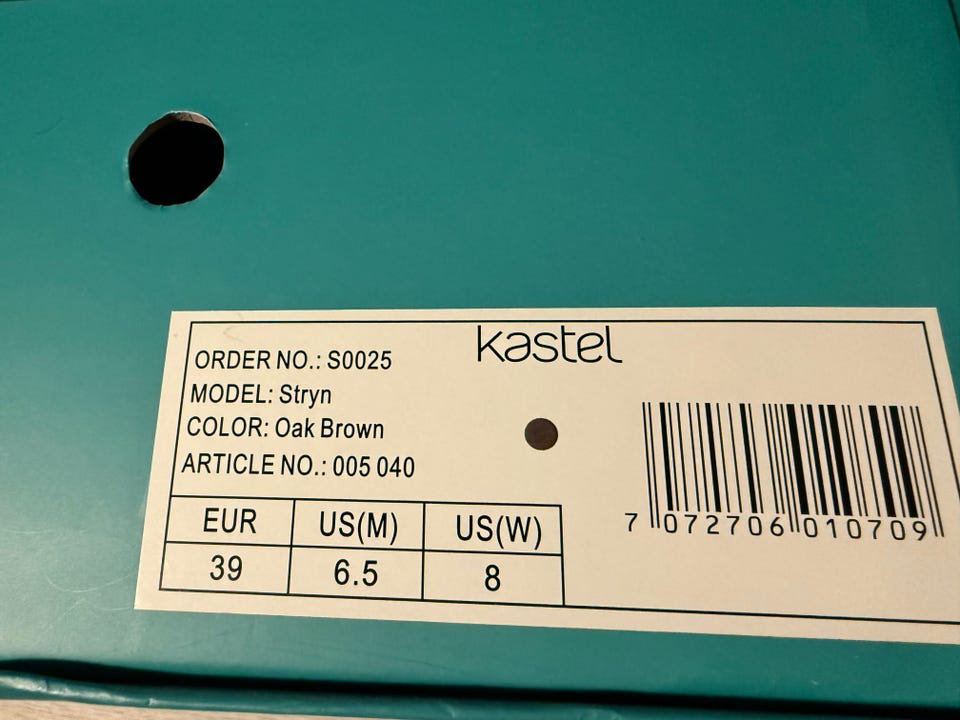 kastel
ORDER NO.: S0025
MODEL: Stryn
COLOR: Oak Brown
ARTICLE NO.: 005 040
EUR US(M) US(W)
39 6.5 8
7 072706 010709